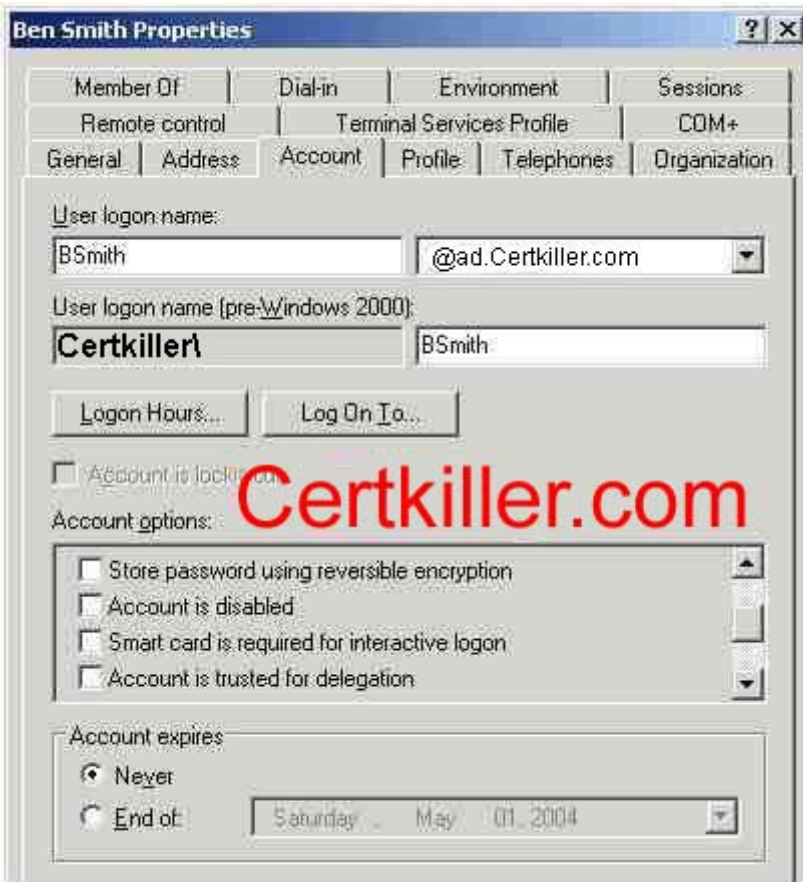 Ben Smith Properties
Member Of Dial-in Environment Sessions
Remote control Terminal Services Profile COM+
General Address Account Profile Telephones Organization
User logon name:
BSmith @ad.Certkiller.com
User logon name (pre-Windows 2000):
Certkiller\ BSmith
Logon Hours... Log On To...
Account is
Certkiller.com
Account options:
Store password using reversible encryption
Account is disabled
Smart card is required for interactive logon
Account is trusted for delegation
Account expires
Never
End of: Saturday , May 01, 2004